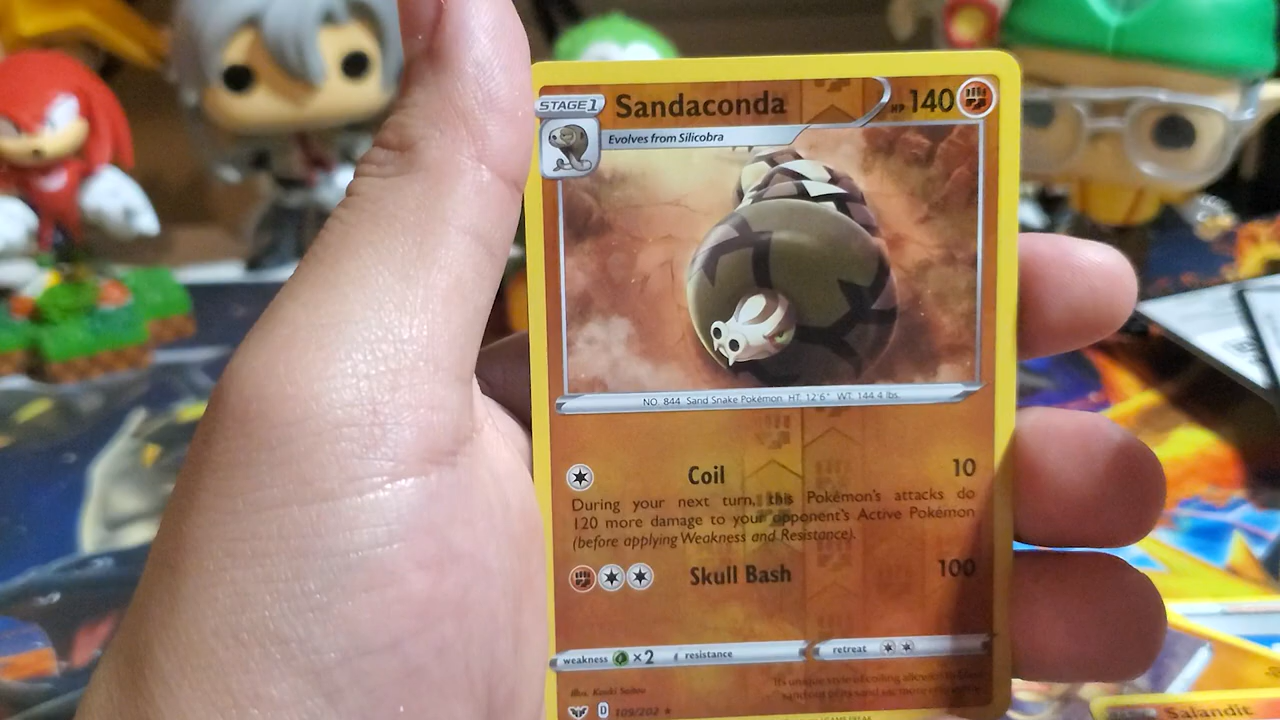 STAGE 1 Sandaconda HP 140
Evolves from Silicobra
NO. 844 Sand Snake Pokémon HT: 12'6" WT: 144.4 lbs.
Coil 10
During your next turn, this Pokémon's attacks do
120 more damage to your opponent's Active Pokémon
(before applying Weakness and Resistance).
Skull Bash 100
weakness ×2 resistance retreat
Illus. Kouki Saitou
D 109/202 ★
Salandit